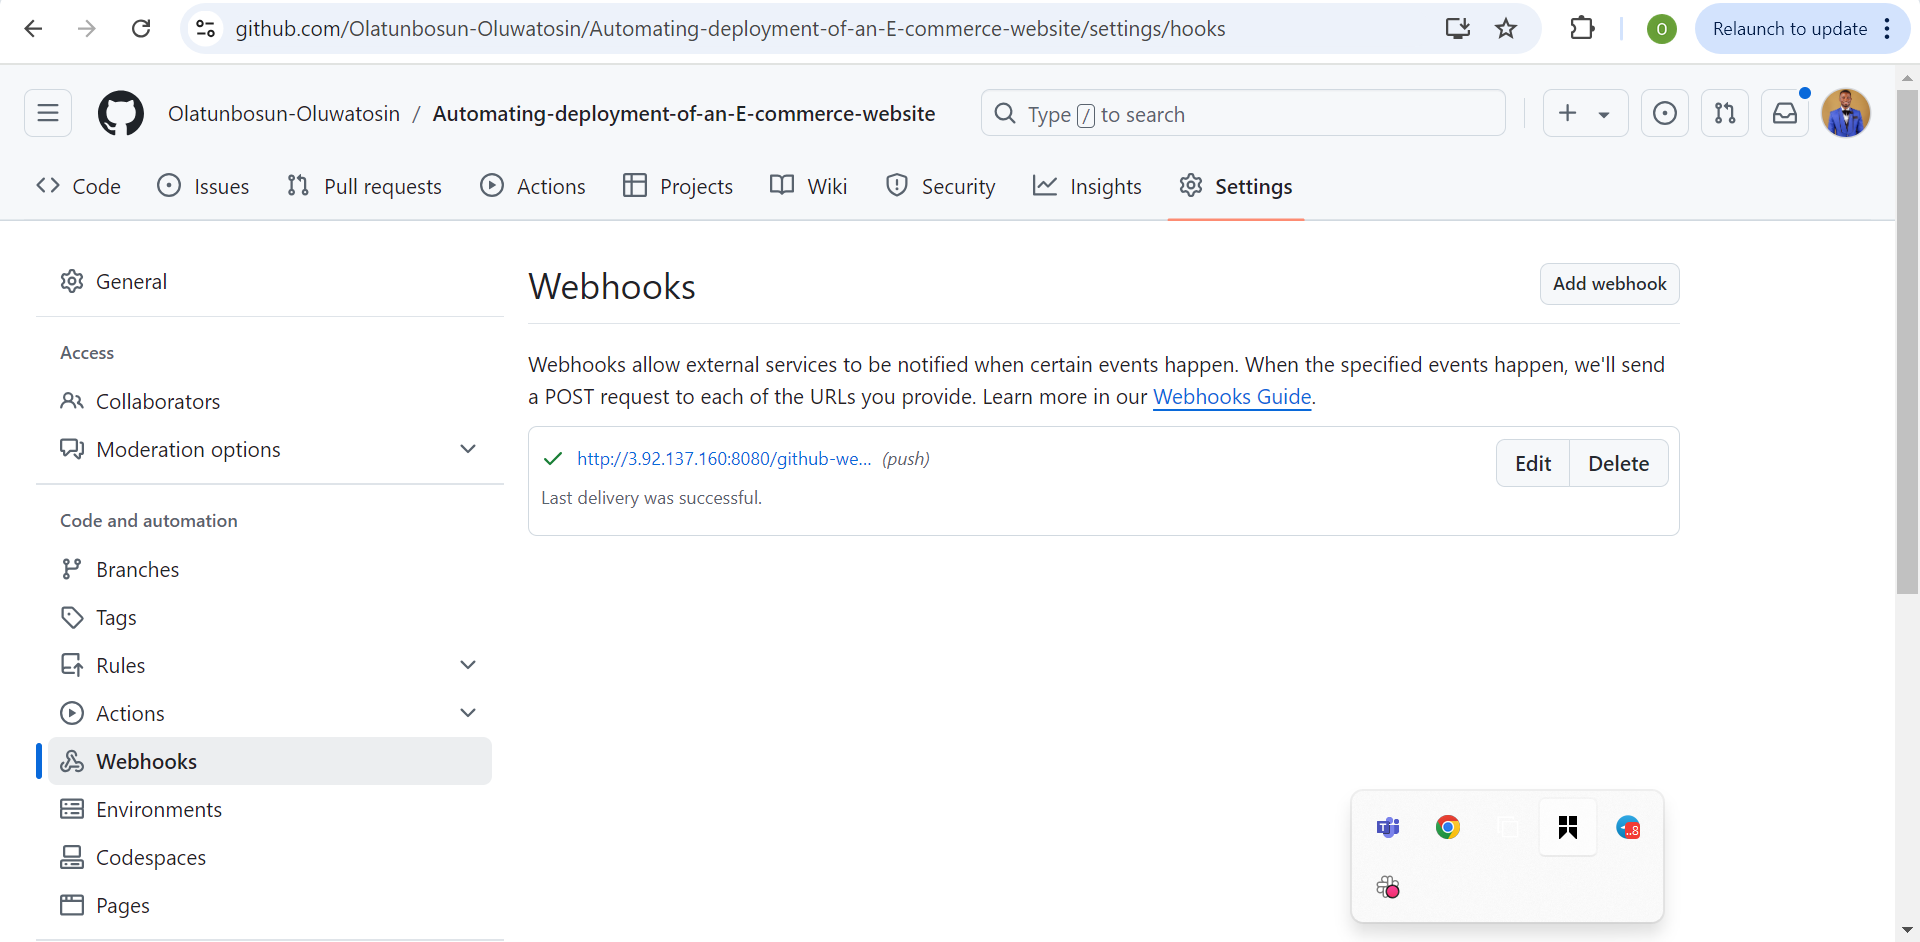 github.com/Olatunbosun-Oluwatosin/Automating-deployment-of-an-E-commerce-website/settings/hooks
O
Relaunch to update
Olatunbosun-Oluwatosin / Automating-deployment-of-an-E-commerce-website
Type / to search
Code
Issues
Pull requests
Actions
Projects
Wiki
Security
Insights
Settings
General
Access
Collaborators
Moderation options
Code and automation
Branches
Tags
Rules
Actions
Webhooks
Environments
Codespaces
Pages
Webhooks
Add webhook
Webhooks allow external services to be notified when certain events happen. When the specified events happen, we'll send
a POST request to each of the URLs you provide. Learn more in our Webhooks Guide.
http://3.92.137.160:8080/github-we... (push)
Edit
Delete
Last delivery was successful.
..8